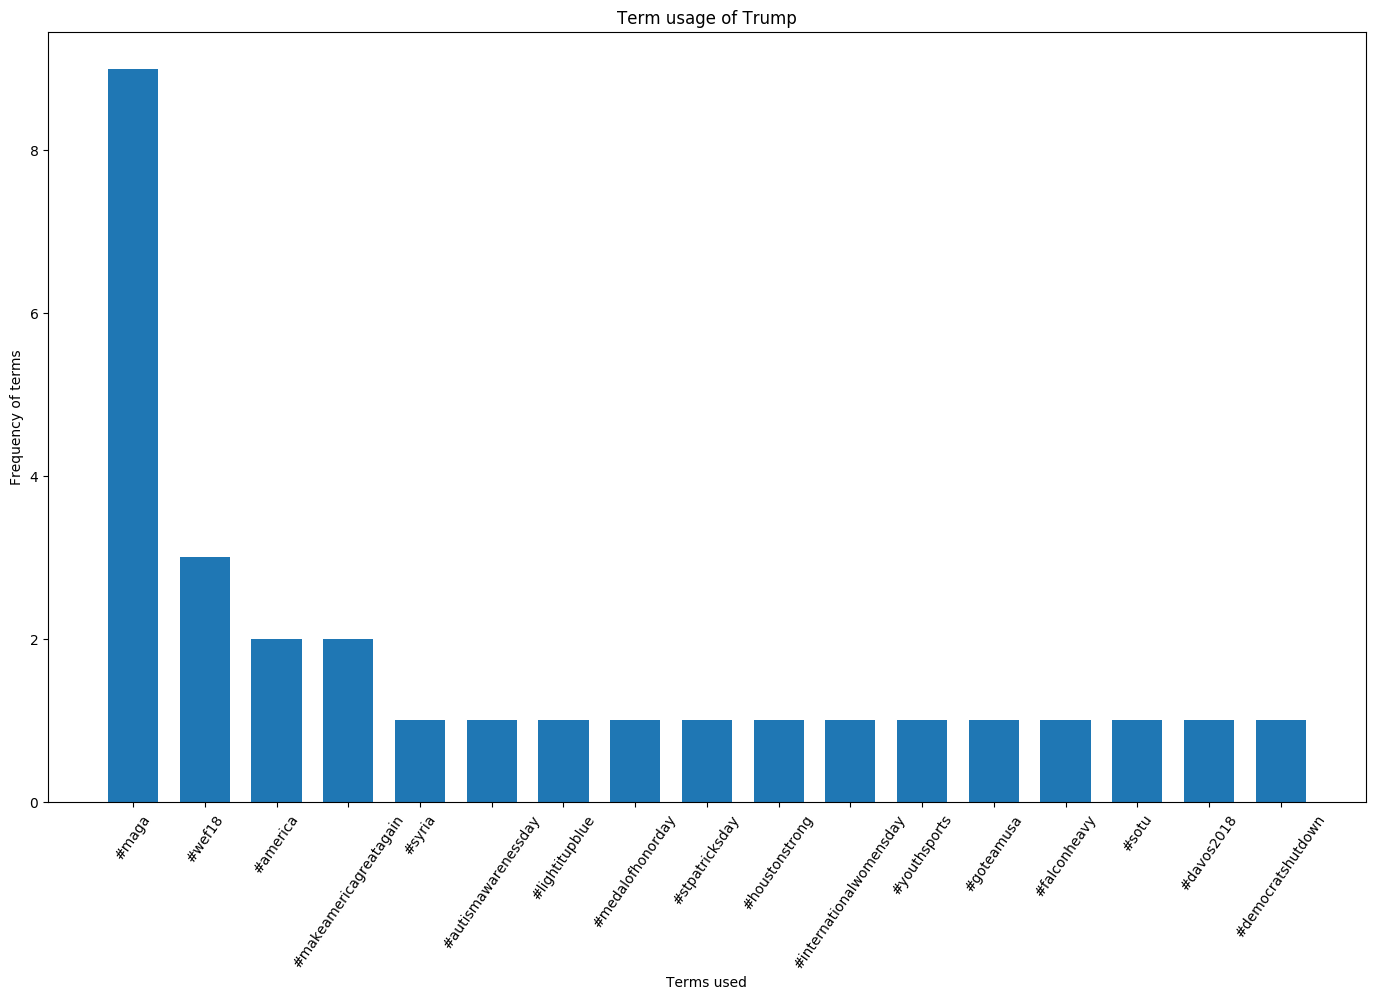 Term usage of Trump
Frequency of terms
8
6
4
2
0
#maga
#wef18
#america
#makeamericagreatagain
#syria
#autismawarenessday
#lightitupblue
#medalofhonorday
#stpatricksday
#houstonstrong
#internationalwomensday
#youthsports
#goteamusa
#falconheavy
#sotu
#davos2018
#democratshutdown
Terms used